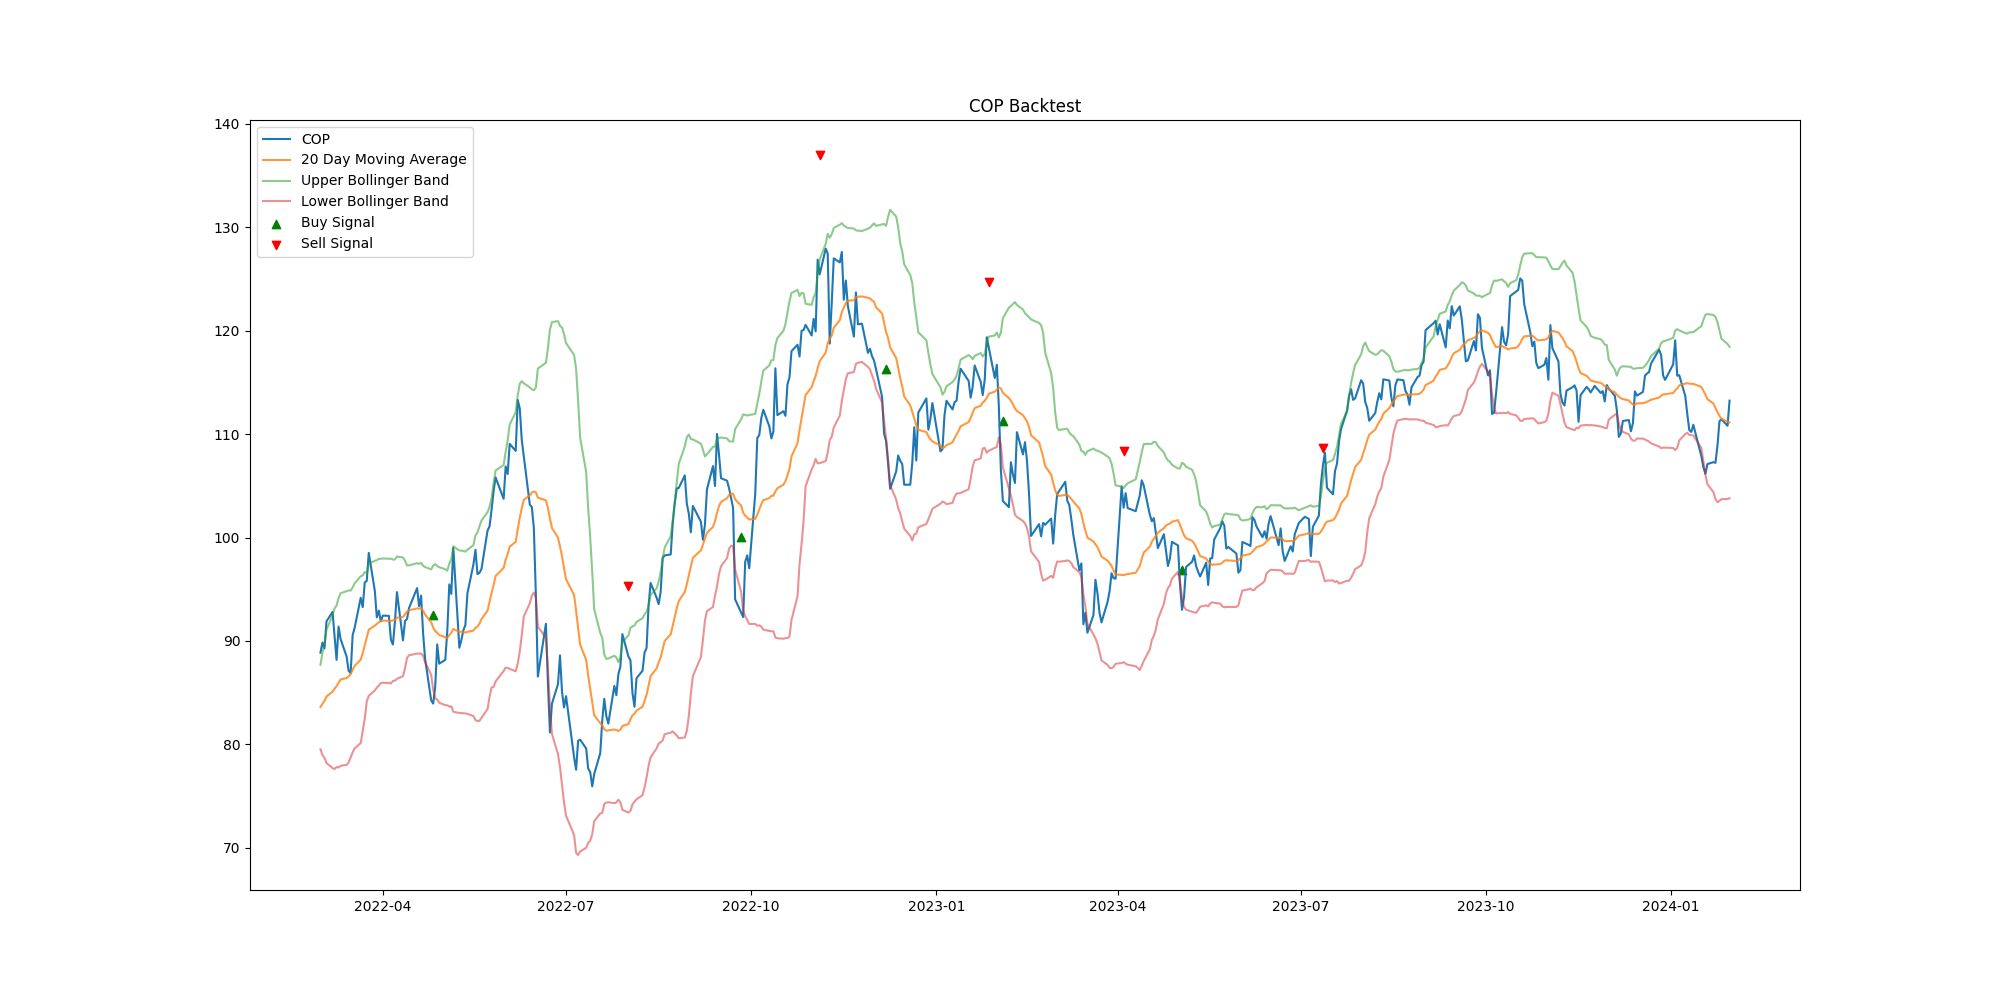 COP Backtest
COP
20 Day Moving Average
Upper Bollinger Band
Lower Bollinger Band
Buy Signal
Sell Signal
140
130
120
110
100
90
80
70
2022-04
2022-07
2022-10
2023-01
2023-04
2023-07
2023-10
2024-01